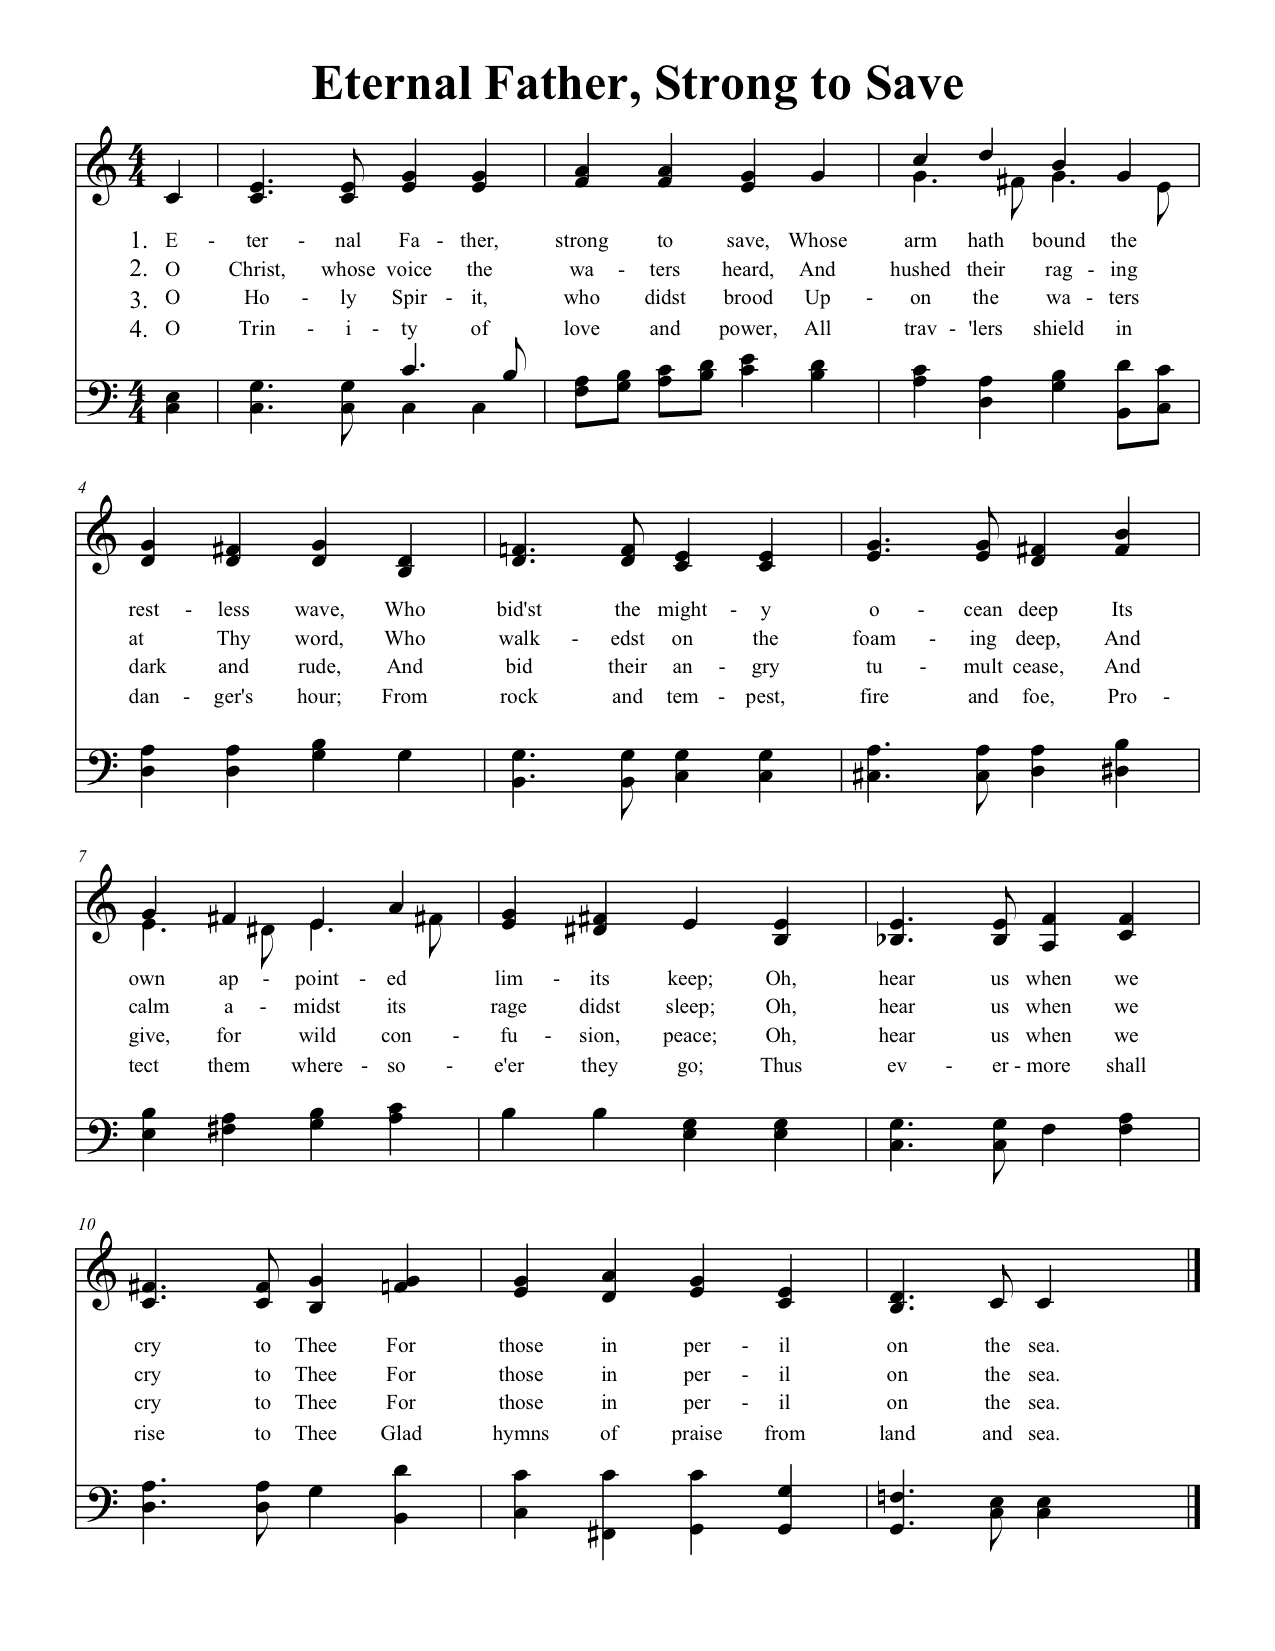 Eternal Father, Strong to Save
4
4
1. E - ter - nal Fa - ther, strong to save, Whose arm hath bound the
2. O Christ, whose voice the wa - ters heard, And hushed their rag - ing
3. O Ho - ly Spir - it, who didst brood Up - on the wa - ters
4. O Trin - i - ty of love and power, All trav - 'lers shield in
4
4
4
rest - less wave, Who bid'st the might - y o - cean deep Its
at Thy word, Who walk - edst on the foam - ing deep, And
dark and rude, And bid their an - gry tu - mult cease, And
dan - ger's hour; From rock and tem - pest, fire and foe, Pro -
7
own ap - point - ed lim - its keep; Oh, hear us when we
calm a - midst its rage didst sleep; Oh, hear us when we
give, for wild con - fu - sion, peace; Oh, hear us when we
tect them where - so - e'er they go; Thus ev - er - more shall
10
cry to Thee For those in per - il on the sea.
cry to Thee For those in per - il on the sea.
cry to Thee For those in per - il on the sea.
rise to Thee Glad hymns of praise from land and sea.